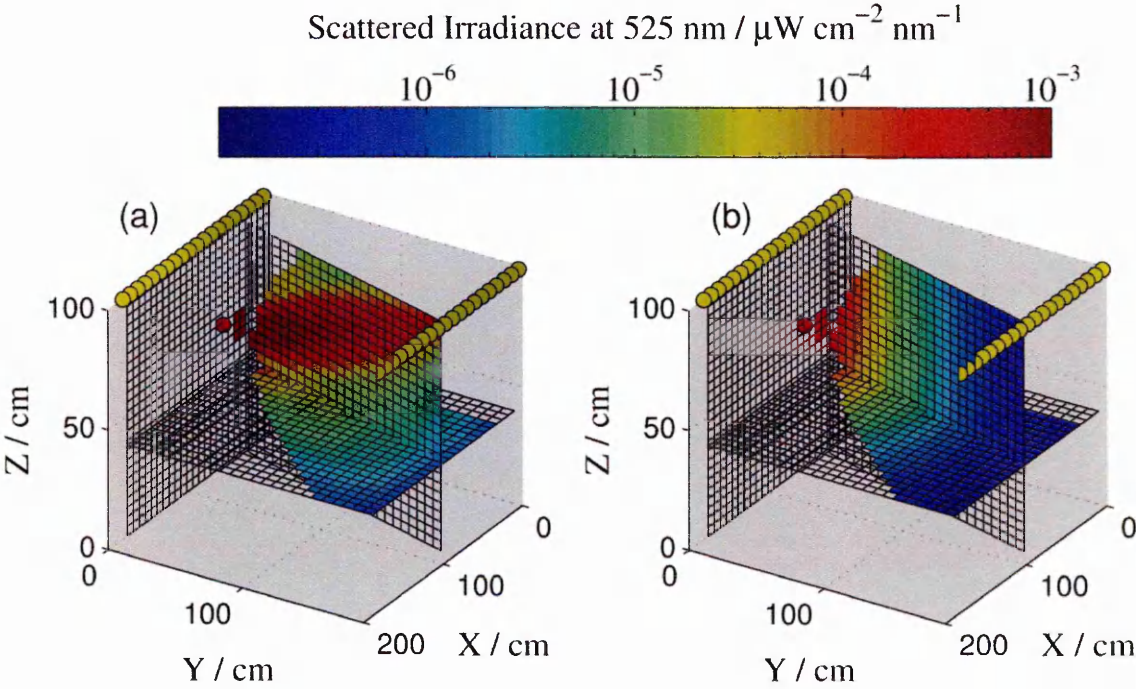 Scattered Irradiance at 525 nm / μW cm⁻² nm⁻¹
10⁻⁶ 10⁻⁵ 10⁻⁴ 10⁻³
(a) (b)
100 100
50 50
0 0
Z / cm Z / cm
0 100 200
Y / cm
0 100
X / cm
0 100 200
Y / cm
0 100
X / cm